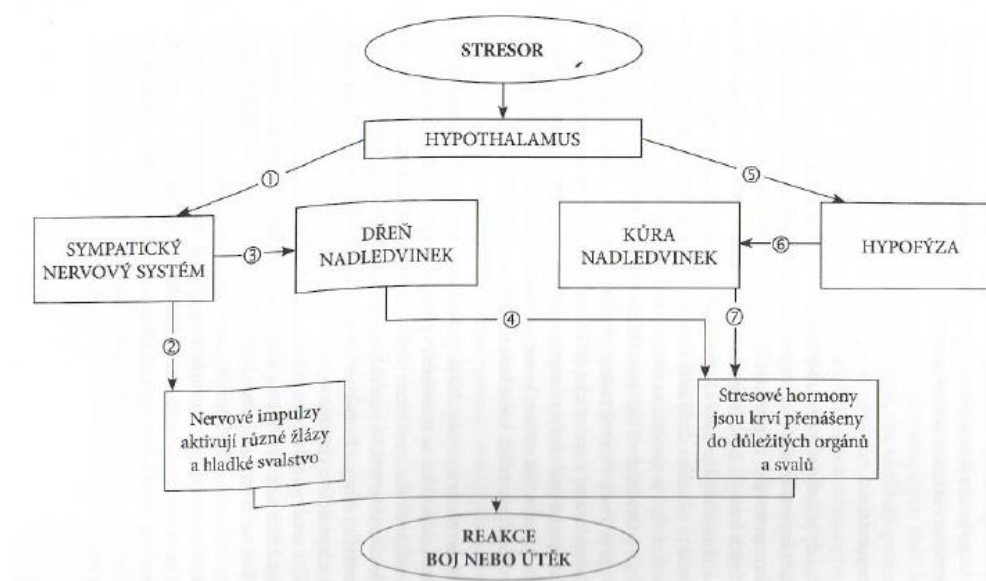 STRESOR
HYPOTHALAMUS
①
⑤
SYMPATICKÝ
NERVOVÝ SYSTÉM
③
DŘEŇ
NADLEDVINEK
KŮRA
NADLEDVINEK
⑥
HYPOFÝZA
②
④
⑦
Nervové impulzy
aktivují různé žlázy
a hladké svalstvo
Stresové hormony
jsou krví přenášeny
do důležitých orgánů
a svalů
REAKCE
BOJ NEBO ÚTĚK